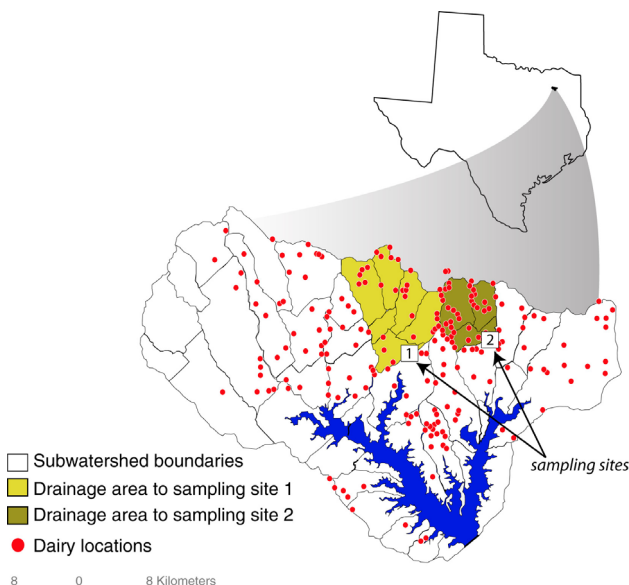 1
2
sampling sites
Subwatershed boundaries
Drainage area to sampling site 1
Drainage area to sampling site 2
Dairy locations
8 0 8 Kilometers